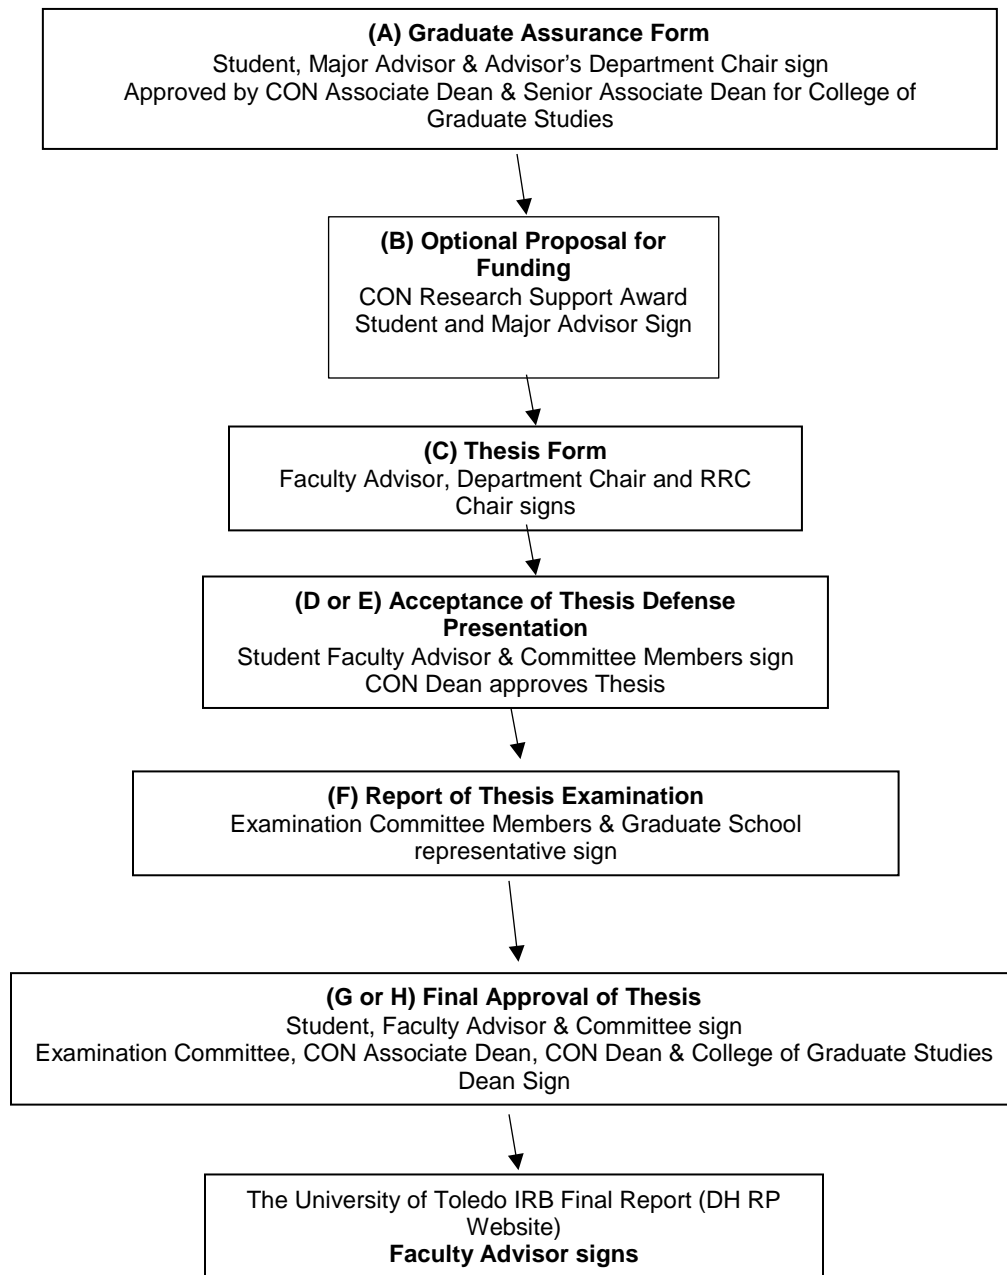 (A) Graduate Assurance Form
Student, Major Advisor & Advisor's Department Chair sign
Approved by CON Associate Dean & Senior Associate Dean for College of
Graduate Studies
(B) Optional Proposal for
Funding
CON Research Support Award
Student and Major Advisor Sign
(C) Thesis Form
Faculty Advisor, Department Chair and RRC
Chair signs
(D or E) Acceptance of Thesis Defense
Presentation
Student Faculty Advisor & Committee Members sign
CON Dean approves Thesis
(F) Report of Thesis Examination
Examination Committee Members & Graduate School
representative sign
(G or H) Final Approval of Thesis
Student, Faculty Advisor & Committee sign
Examination Committee, CON Associate Dean, CON Dean & College of Graduate Studies
Dean Sign
The University of Toledo IRB Final Report (DH RP
Website)
Faculty Advisor signs